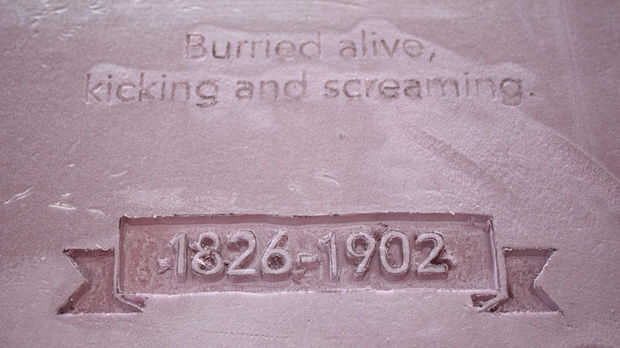 Burried alive,
kicking and screaming.
1826-1902